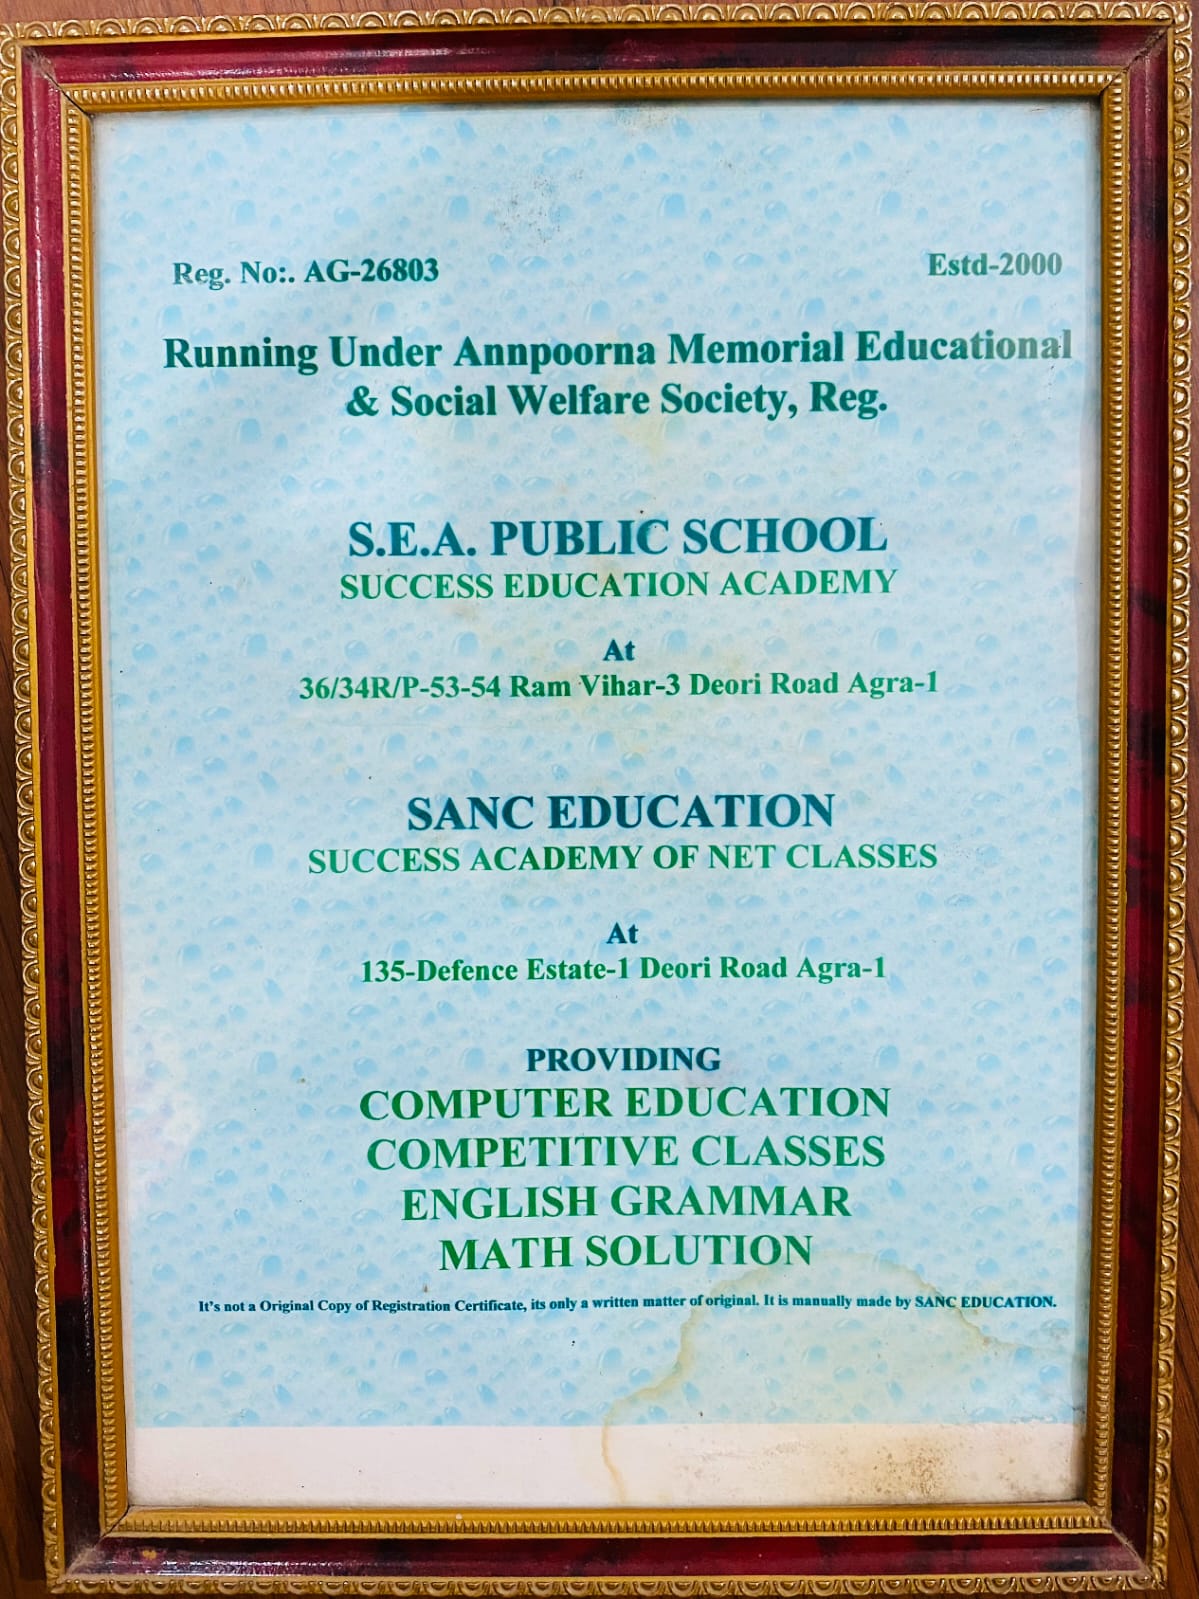 Reg. No:. AG-26803
Estd-2000
Running Under Annpoorna Memorial Educational
& Social Welfare Society, Reg.
S.E.A. PUBLIC SCHOOL
SUCCESS EDUCATION ACADEMY
At
36/34R/P-53-54 Ram Vihar-3 Deori Road Agra-1
SANC EDUCATION
SUCCESS ACADEMY OF NET CLASSES
At
135-Defence Estate-1 Deori Road Agra-1
PROVIDING
COMPUTER EDUCATION
COMPETITIVE CLASSES
ENGLISH GRAMMAR
MATH SOLUTION
It's not a Original Copy of Registration Certificate, its only a written matter of original. It is manually made by SANC EDUCATION.